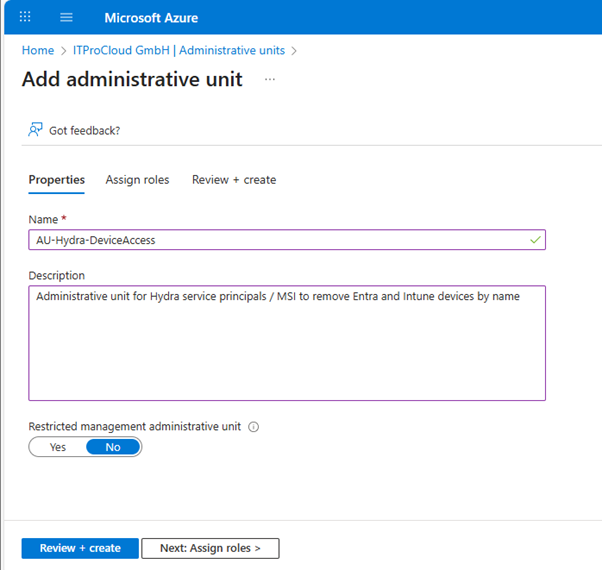 Microsoft Azure
Home > ITProCloud GmbH | Administrative units >
Add administrative unit ...
Got feedback?
Properties Assign roles Review + create
Name *
AU-Hydra-DeviceAccess
Description
Administrative unit for Hydra service principals / MSI to remove Entra and Intune devices by name
Restricted management administrative unit
Yes No
Review + create Next: Assign roles >